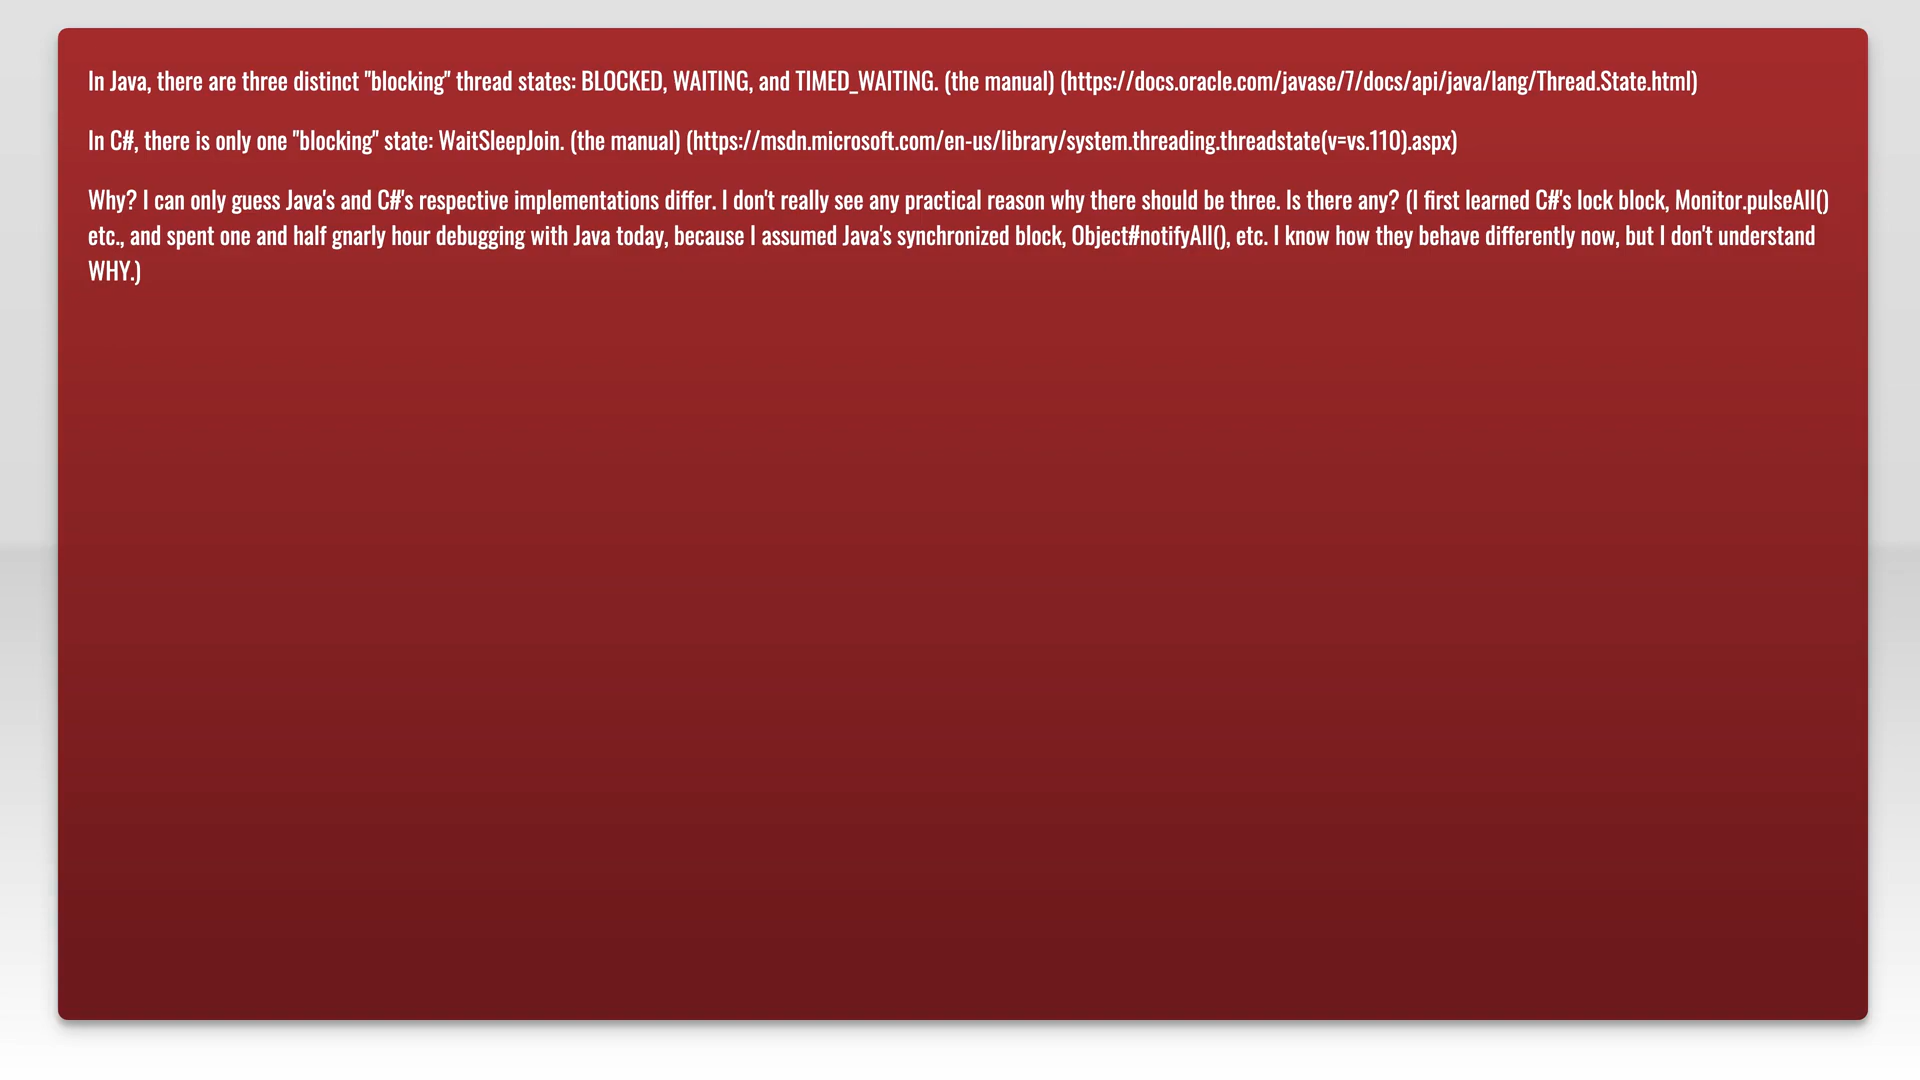 In Java, there are three distinct "blocking" thread states: BLOCKED, WAITING, and TIMED_WAITING. (the manual) (https://docs.oracle.com/javase/7/docs/api/java/lang/Thread.State.html)
In C#, there is only one "blocking" state: WaitSleepJoin. (the manual) (https://msdn.microsoft.com/en-us/library/system.threading.threadstate(v=vs.110).aspx)
Why? I can only guess Java's and C#'s respective implementations differ. I don't really see any practical reason why there should be three. Is there any? (I first learned C#'s lock block, Monitor.pulseAll()
etc., and spent one and half gnarly hour debugging with Java today, because I assumed Java's synchronized block, Object#notifyAll(), etc. I know how they behave differently now, but I don't understand
WHY.)